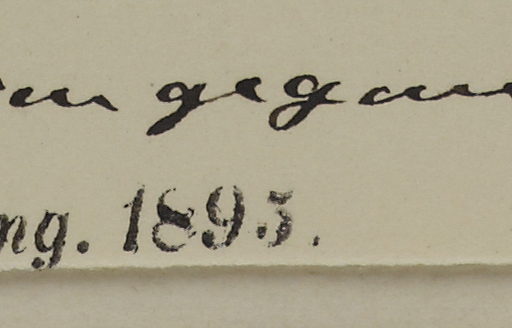 en gegan
ng. 1895.